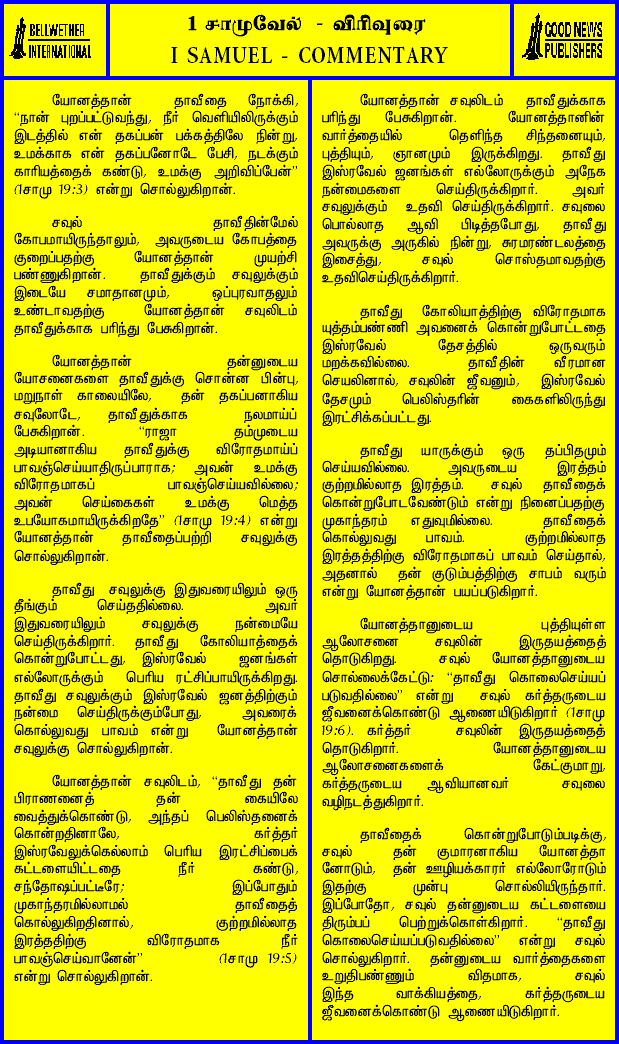 BELLWETHER
INTERNATIONAL
1 சாமுவேல் - விரிவுரை
I SAMUEL - COMMENTARY
GOOD NEWS
PUBLISHERS
யோனத்தான் தாவீதை நோக்கி,
“நான் புறப்பட்டுவந்து, நீர் வெளியிலிருக்கும்
இடத்தில் என் தகப்பன் பக்கத்திலே நின்று,
உமக்காக என் தகப்பனோடே பேசி, நடக்கும்
காரியத்தைக் கண்டு, உமக்கு அறிவிப்பேன்”
(1சாமு 19:3) என்று சொல்லுகிறான்.
சவுல் தாவீதின்மேல்
கோபமாயிருந்தாலும், அவருடைய கோபத்தை
குறைப்பதற்கு யோனத்தான் முயற்சி
பண்ணுகிறான். தாவீதுக்கும் சவுலுக்கும்
இடையே சமாதானமும், ஒப்புரவாதலும்
உண்டாவதற்கு யோனத்தான் சவுலிடம்
தாவீதுக்காக பரிந்து பேசுகிறான்.
யோனத்தான் தன்னுடைய
யோசனைகளை தாவீதுக்கு சொன்ன பின்பு,
மறுநாள் காலையிலே, தன் தகப்பனாகிய
சவுலோடே, தாவீதுக்காக நலமாய்ப்
பேசுகிறான். “ராஜா தம்முடைய
அடியானாகிய தாவீதுக்கு விரோதமாய்ப்
பாவஞ்செய்யாதிருப்பாராக; அவன் உமக்கு
விரோதமாகப் பாவஞ்செய்யவில்லை;
அவன் செய்கைகள் உமக்கு மெத்த
உபயோகமாயிருக்கிறதே” (1சாமு 19:4) என்று
யோனத்தான் தாவீதைப்பற்றி சவுலுக்கு
சொல்லுகிறான்.
தாவீது சவுலுக்கு இதுவரையிலும் ஒரு
தீங்கும் செய்ததில்லை. அவர்
இதுவரையிலும் சவுலுக்கு நன்மையே
செய்திருக்கிறார். தாவீது கோலியாத்தைக்
கொன்றுபோட்டது, இஸ்ரவேல் ஜனங்கள்
எல்லோருக்கும் பெரிய ரட்சிப்பாயிருக்கிறது.
தாவீது சவுலுக்கும் இஸ்ரவேல் ஜனத்திற்கும்
நன்மை செய்திருக்கும்போது, அவரைக்
கொல்லுவது பாவம் என்று யோனத்தான்
சவுலுக்கு சொல்லுகிறான்.
யோனத்தான் சவுலிடம், “தாவீது தன்
பிராணனைத் தன் கையிலே
வைத்துக்கொண்டு, அந்தப் பெலிஸ்தனைக்
கொன்றதினாலே, கர்த்தர்
இஸ்ரவேலுக்கெல்லாம் பெரிய இரட்சிப்பைக்
கட்டளையிட்டதை நீர் கண்டு,
சந்தோஷப்பட்டீரே; இப்போதும்
முகாந்தரமில்லாமல் தாவீதைத்
கொல்லுகிறதினால், குற்றமில்லாத
இரத்ததிற்கு விரோதமாக நீர்
பாவஞ்செய்வானேன்” (1சாமு 19:5)
என்று சொல்லுகிறான்.
யோனத்தான் சவுலிடம் தாவீதுக்காக
பரிந்து பேசுகிறான். யோனத்தானின்
வார்த்தையில் தெளிந்த சிந்தனையும்,
புத்தியும், ஞானமும் இருக்கிறது. தாவீது
இஸ்ரவேல் ஜனங்கள் எல்லோருக்கும் அநேக
நன்மைகளை செய்திருக்கிறார். அவர்
சவுலுக்கும் உதவி செய்திருக்கிறார். சவுலை
பொல்லாத ஆவி பிடித்தபோது, தாவீது
அவருக்கு அருகில் நின்று, சுரமரண்டலத்தை
இசைத்து, சவுல் சொஸ்தமாவதற்கு
உதவிசெய்திருக்கிறார்.
தாவீது கோலியாத்திற்கு விரோதமாக
யுத்தம்பண்ணி அவனைக் கொன்றுபோட்டதை
இஸ்ரவேல் தேசத்தில் ஒருவரும்
மறக்கவில்லை. தாவீதின் வீரமான
செயலினால், சவுலின் ஜீவனும், இஸ்ரவேல்
தேசமும் பெலிஸ்தரின் கைகளிலிருந்து
இரட்சிக்கப்பட்டது.
தாவீது யாருக்கும் ஒரு தப்பிதமும்
செய்யவில்லை. அவருடைய இரத்தம்
குற்றமில்லாத இரத்தம். சவுல் தாவீதைக்
கொன்றுபோடவேண்டும் என்று நினைப்பதற்கு
முகாந்தரம் எதுவுமில்லை. தாவீதைக்
கொல்லுவது பாவம். குற்றமில்லாத
இரத்தத்திற்கு விரோதமாகப் பாவம் செய்தால்,
அதனால் தன் குடும்பத்திற்கு சாபம் வரும்
என்று யோனத்தான் பயப்படுகிறார்.
யோனத்தானுடைய புத்தியுள்ள
ஆலோசனை சவுலின் இருதயத்தைத்
தொடுகிறது. சவுல் யோனத்தானுடைய
சொல்லைக்கேட்டு: “தாவீது கொலைசெய்யப்
படுவதில்லை” என்று சவுல் கர்த்தருடைய
ஜீவனைக்கொண்டு ஆணையிடுகிறார் (1சாமு
19:6). கர்த்தர் சவுலின் இருதயத்தைத்
தொடுகிறார். யோனத்தானுடைய
ஆலோசனைகளைக் கேட்குமாறு,
கர்த்தருடைய ஆவியானவர் சவுலை
வழிநடத்துகிறார்.
தாவீதைக் கொன்றுபோடும்படிக்கு,
சவுல் தன் குமாரனாகிய யோனத்தா
னோடும், தன் ஊழியக்காரர் எல்லோரோடும்
இதற்கு முன்பு சொல்லியிருந்தார்.
இப்போதோ, சவுல் தன்னுடைய கட்டளையை
திரும்பப் பெற்றுக்கொள்கிறார். “தாவீது
கொலைசெய்யப்படுவதில்லை” என்று சவுல்
சொல்லுகிறார். தன்னுடைய வார்த்தைகளை
உறுதிபண்ணும் விதமாக, சவுல்
இந்த வாக்கியத்தை, கர்த்தருடைய
ஜீவனைக்கொண்டு ஆணையிடுகிறார்.